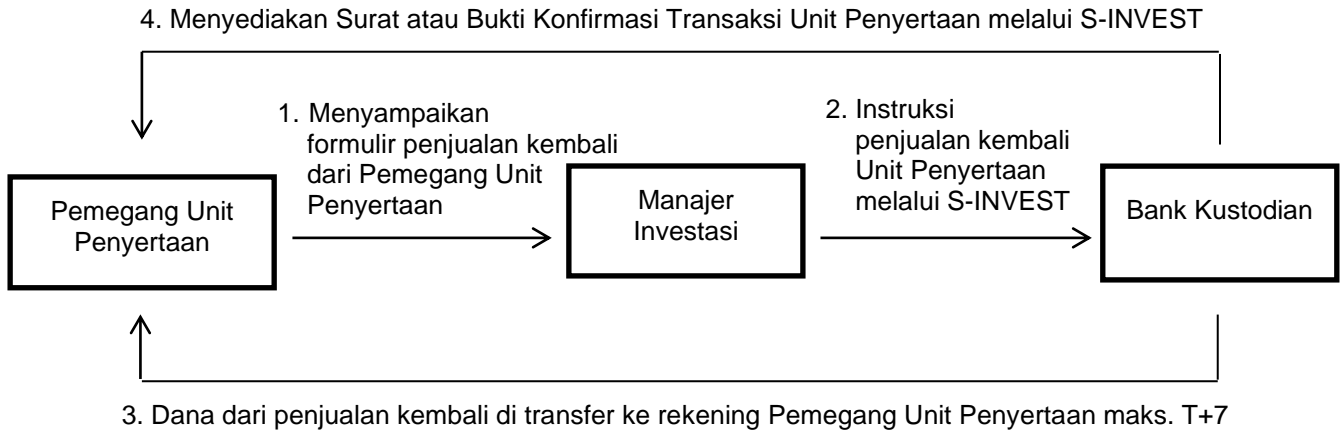 4. Menyediakan Surat atau Bukti Konfirmasi Transaksi Unit Penyertaan melalui S-INVEST
1. Menyampaikan
formulir penjualan kembali
dari Pemegang Unit
Penyertaan
2. Instruksi
penjualan kembali
Unit Penyertaan
melalui S-INVEST
Pemegang Unit
Penyertaan
Manajer
Investasi
Bank Kustodian
3. Dana dari penjualan kembali di transfer ke rekening Pemegang Unit Penyertaan maks. T+7